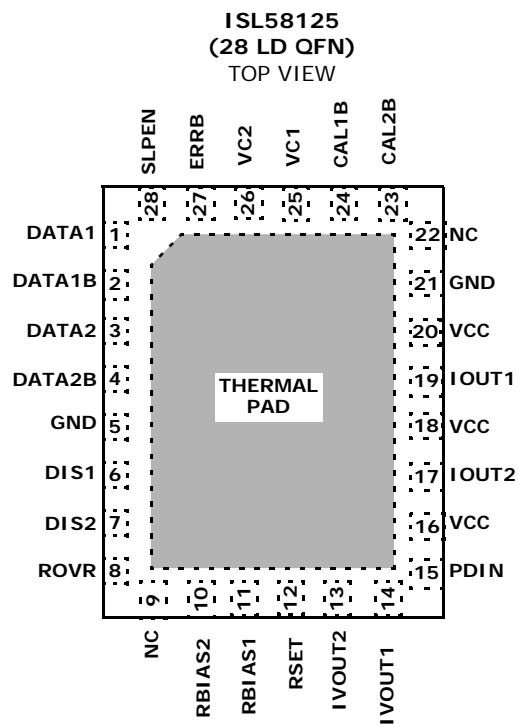 ISL58125
(28 LD QFN)
TOP VIEW
SLPEN
ERRB
VC2
VC1
CAL1B
CAL2B
28
27
26
25
24
23
DATA1 1
DATA1B 2
DATA2 3
DATA2B 4
GND 5
DIS1 6
DIS2 7
ROVR 8
THERMAL
PAD
22 NC
21 GND
20 VCC
19 IOUT1
18 VCC
17 IOUT2
16 VCC
15 PDIN
9
10
11
12
13
14
NC
RBIAS2
RBIAS1
RSET
IVOUT2
IVOUT1